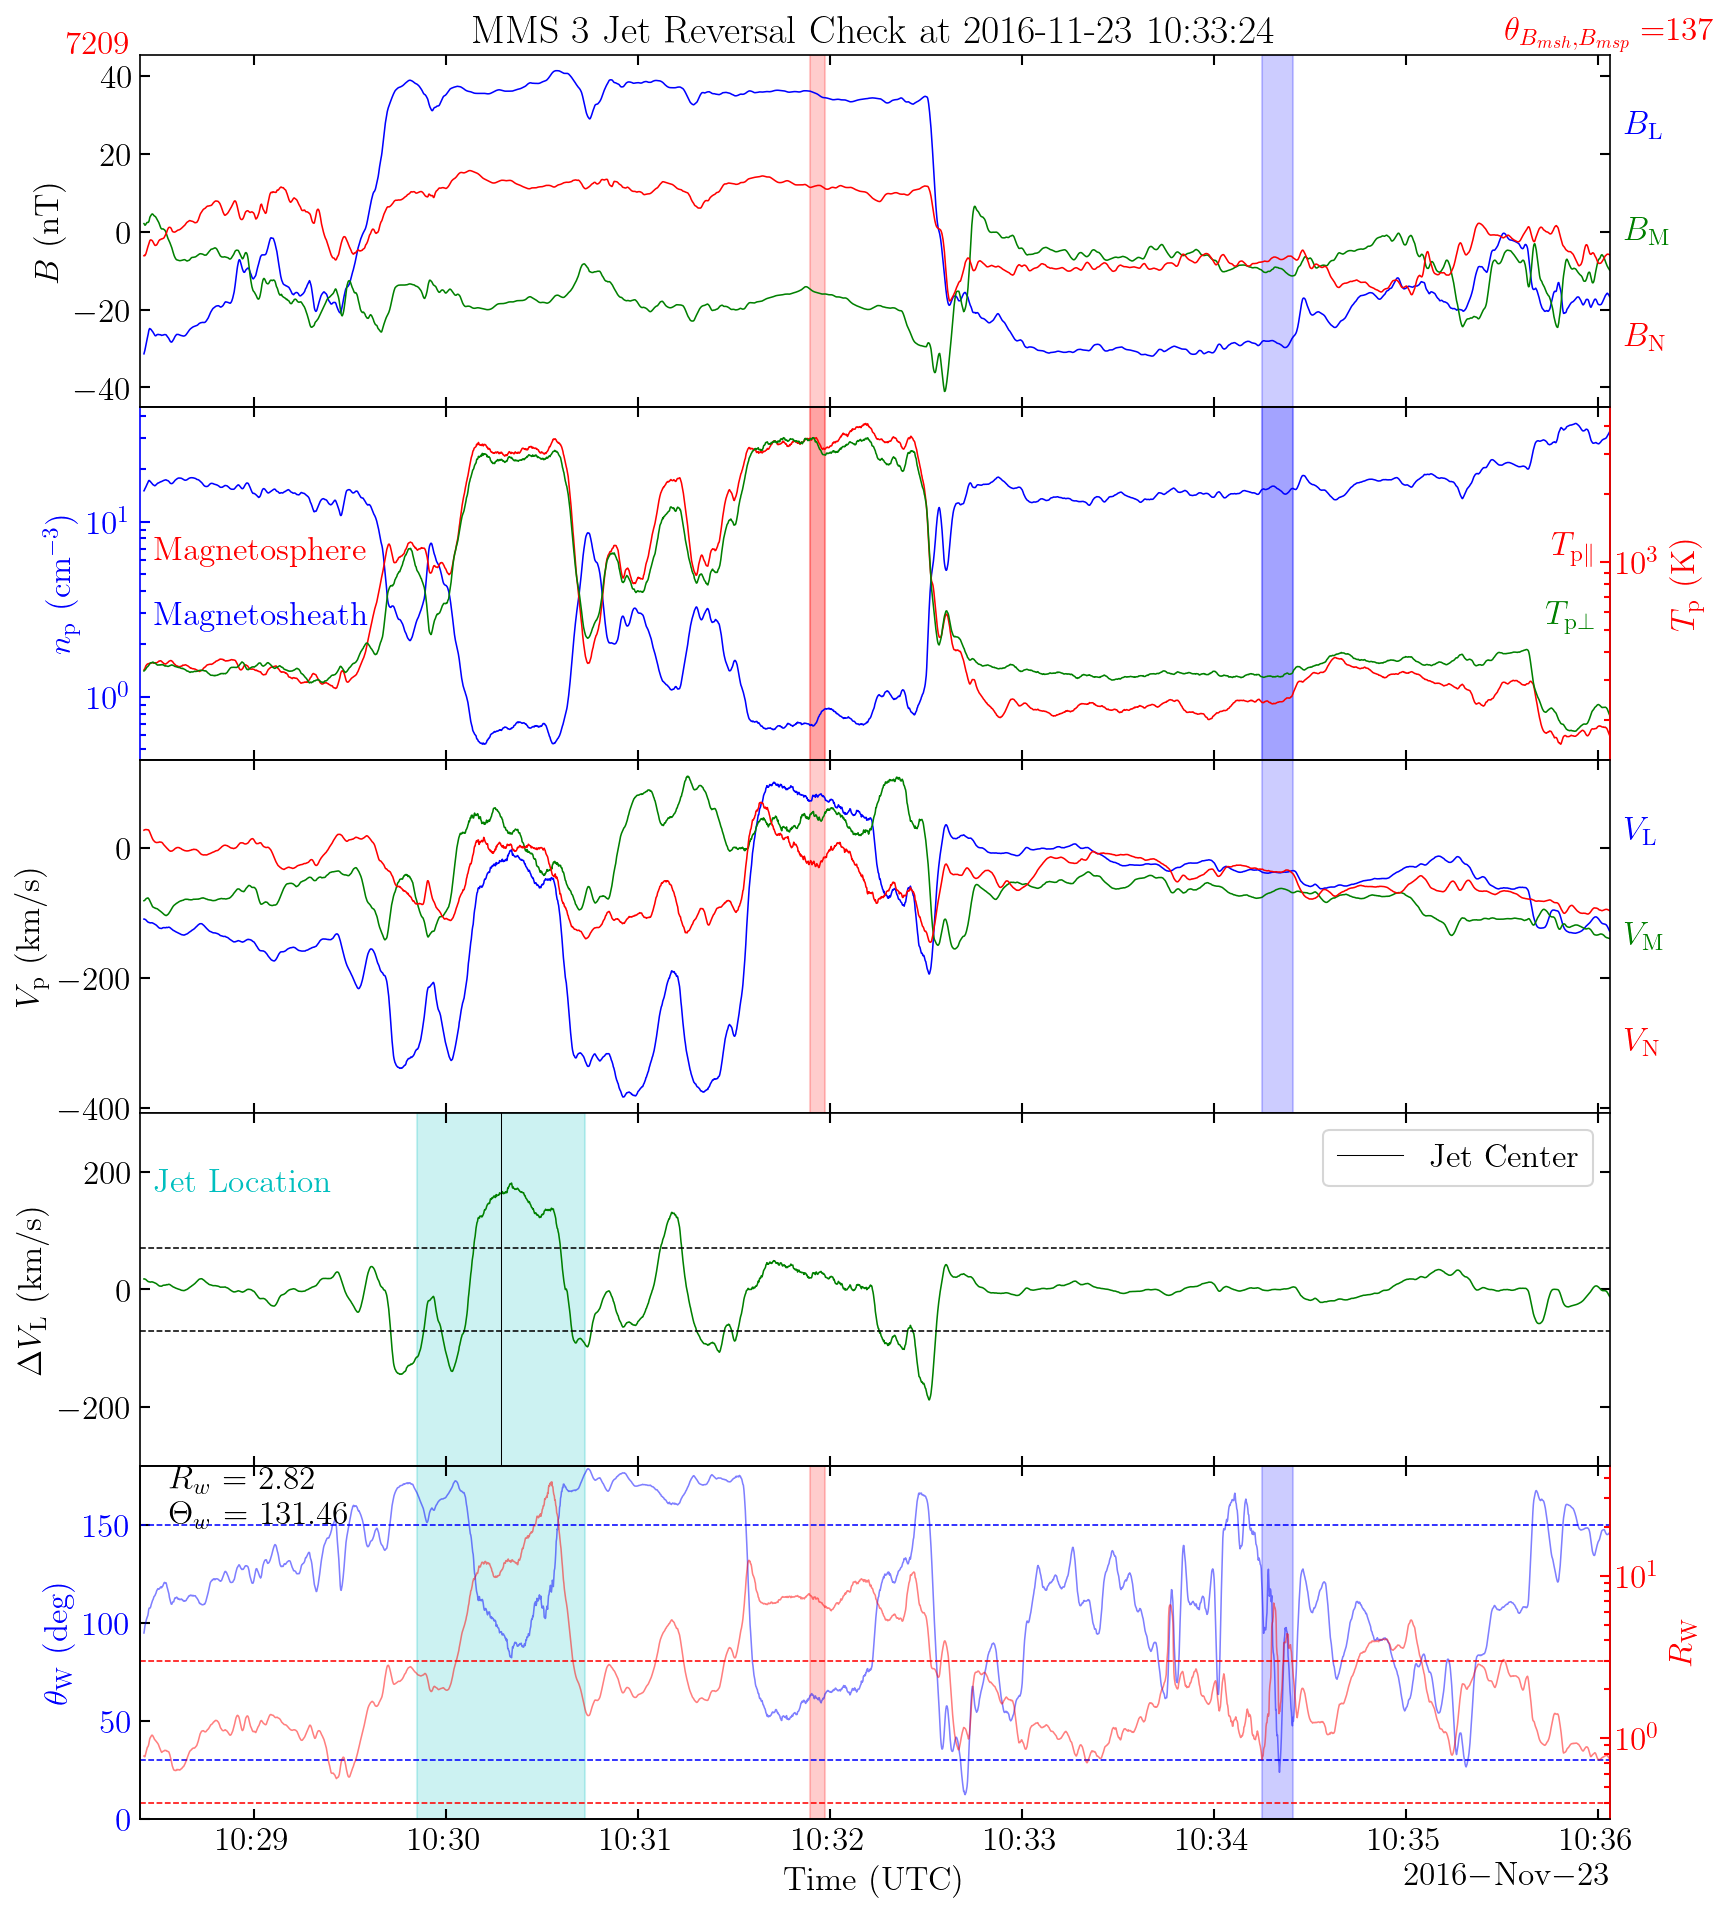 MMS 3 Jet Reversal Check at 2016-11-23 10:33:24
7209
θ_{B_{msh},B_{msp}} =137
40
20
0
−20
−40
B (nT)
B_L
B_M
B_N
10^1
10^0
n_p (cm^{−3})
Magnetosphere
Magnetosheath
T_{p∥}
T_{p⊥}
10^3
T_p (K)
0
−200
−400
V_p (km/s)
V_L
V_M
V_N
200
0
−200
ΔV_L (km/s)
Jet Location
Jet Center
R_w = 2.82
Θ_w = 131.46
150
100
50
0
θ_W (deg)
10^1
10^0
R_W
10:29 10:30 10:31 10:32 10:33 10:34 10:35 10:36
Time (UTC)
2016−Nov−23